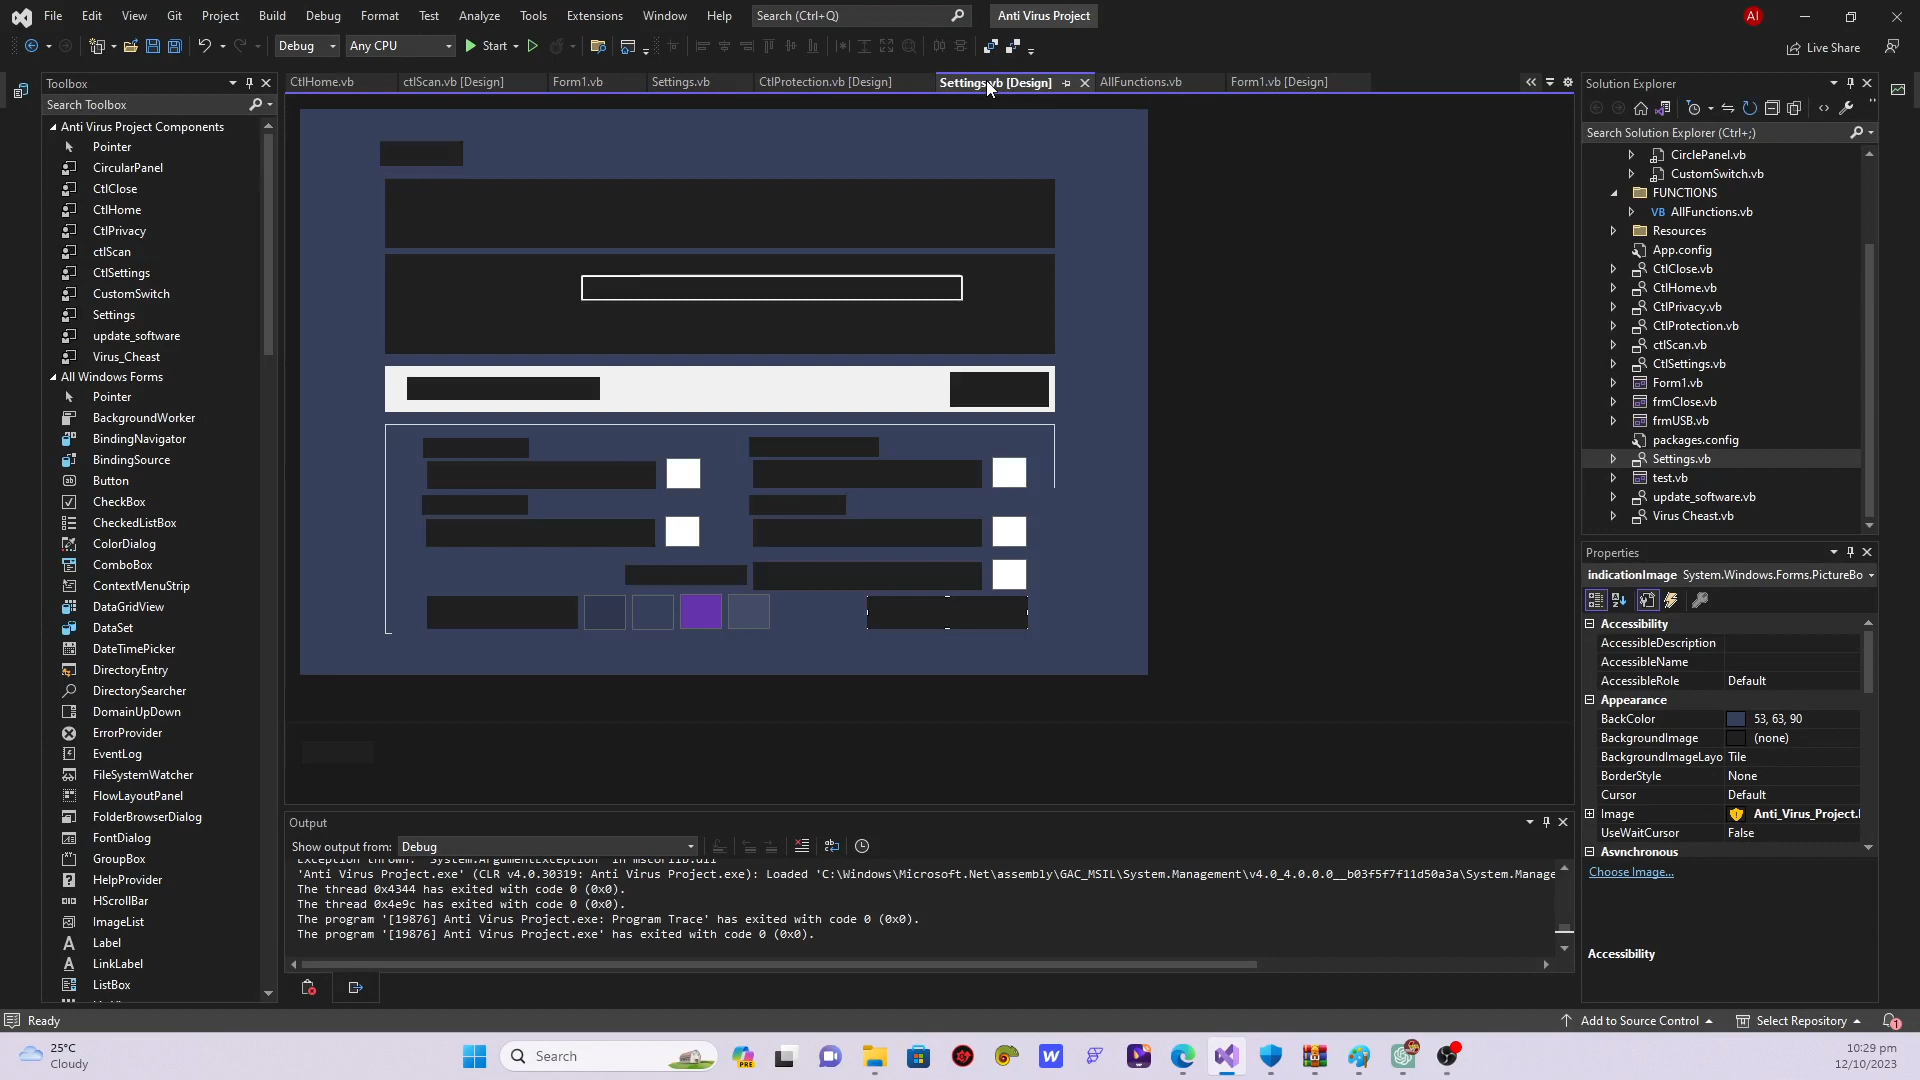 File Edit View Git Project Build Debug Format Test Analyze Tools Extensions Window Help Search (Ctrl+Q) Anti Virus Project AI
Debug Any CPU Start Live Share
Toolbox
Search Toolbox
Anti Virus Project Components
Pointer
CircularPanel
CtlClose
CtlHome
CtlPrivacy
ctlScan
CtlSettings
CustomSwitch
Settings
update_software
Virus_Cheast
All Windows Forms
Pointer
BackgroundWorker
BindingNavigator
BindingSource
Button
CheckBox
CheckedListBox
ColorDialog
ComboBox
ContextMenuStrip
DataGridView
DataSet
DateTimePicker
DirectoryEntry
DirectorySearcher
DomainUpDown
ErrorProvider
EventLog
FileSystemWatcher
FlowLayoutPanel
FolderBrowserDialog
FontDialog
GroupBox
HelpProvider
HScrollBar
ImageList
Label
LinkLabel
ListBox
CtlHome.vb ctlScan.vb [Design] Form1.vb Settings.vb CtlProtection.vb [Design] Settings.vb [Design] AllFunctions.vb Form1.vb [Design]
Output
Show output from: Debug
Exception thrown: 'System.ArgumentException' in mscorlib.dll
'Anti Virus Project.exe' (CLR v4.0.30319: Anti Virus Project.exe): Loaded 'C:\Windows\Microsoft.Net\assembly\GAC_MSIL\System.Management\v4.0_4.0.0.0__b03f5f7f11d50a3a\System.Manage
The thread 0x4344 has exited with code 0 (0x0).
The thread 0x4e9c has exited with code 0 (0x0).
The program '[19876] Anti Virus Project.exe: Program Trace' has exited with code 0 (0x0).
The program '[19876] Anti Virus Project.exe' has exited with code 0 (0x0).
Solution Explorer
Search Solution Explorer (Ctrl+;)
CirclePanel.vb
CustomSwitch.vb
FUNCTIONS
VB AllFunctions.vb
Resources
App.config
CtlClose.vb
CtlHome.vb
CtlPrivacy.vb
CtlProtection.vb
ctlScan.vb
CtlSettings.vb
Form1.vb
frmClose.vb
frmUSB.vb
packages.config
Settings.vb
test.vb
update_software.vb
Virus Cheast.vb
Properties
indicationImage System.Windows.Forms.PictureBo
Accessibility
AccessibleDescription
AccessibleName
AccessibleRole Default
Appearance
BackColor 53, 63, 90
BackgroundImage (none)
BackgroundImageLayo Tile
BorderStyle None
Cursor Default
Image Anti_Virus_Project.
UseWaitCursor False
Asynchronous
Choose Image...
Accessibility
Ready Add to Source Control Select Repository 1
25°C
Cloudy
Search
PRE
W
10:29 pm
12/10/2023